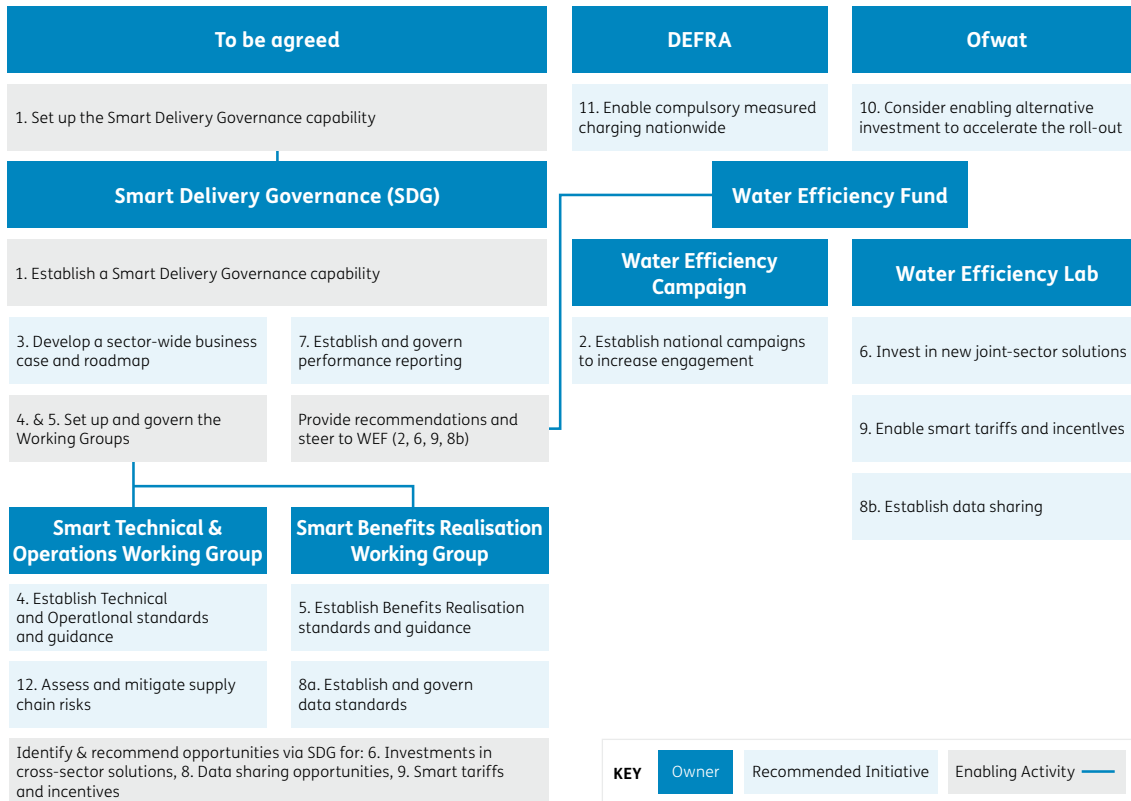 To be agreed
1. Set up the Smart Delivery Governance capability
DEFRA
11. Enable compulsory measured
charging nationwide
Ofwat
10. Consider enabling alternative
investment to accelerate the roll-out
Smart Delivery Governance (SDG)
1. Establish a Smart Delivery Governance capability
3. Develop a sector-wide business
case and roadmap
7. Establish and govern
performance reporting
4. & 5. Set up and govern the
Working Groups
Provide recommendations and
steer to WEF (2, 6, 9, 8b)
Water Efficiency Fund
Water Efficiency
Campaign
2. Establish national campaigns
to increase engagement
Water Efficiency Lab
6. Invest in new joint-sector solutions
9. Enable smart tariffs and incentlves
8b. Establish data sharing
Smart Technical &
Operations Working Group
4. Establish Technical
and Operatlonal standards
and guidance
12. Assess and mitigate supply
chain risks
Smart Benefits Realisation
Working Group
5. Establish Benefits Realisation
standards and guidance
8a. Establish and govern
data standards
Identify & recommend opportunities via SDG for: 6. Investments in
cross-sector solutions, 8. Data sharing opportunities, 9. Smart tariffs
and incentives
KEY
Owner
Recommended Initiative
Enabling Activity